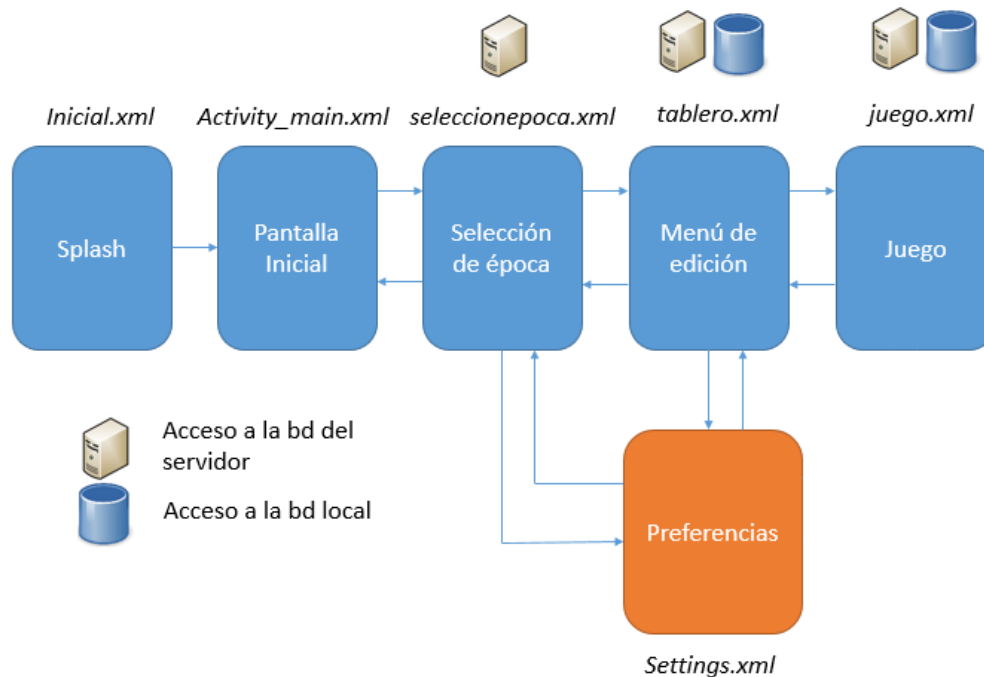 Inicial.xml
Activity_main.xml
seleccionepoca.xml
tablero.xml
juego.xml
Splash
Pantalla
Inicial
Selección
de época
Menú de
edición
Juego
Acceso a la bd del
servidor
Acceso a la bd local
Preferencias
Settings.xml